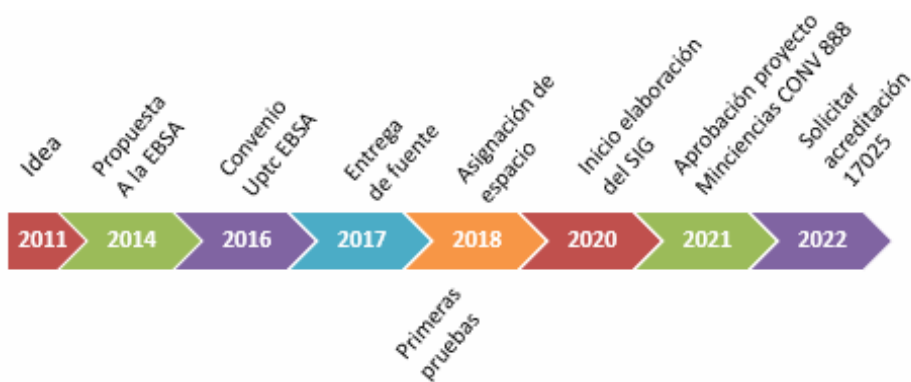 Idea
Propuesta
A la EBSA
Convenio
Uptc EBSA
Entrega
de fuente
Asignación de
espacio
Inicio elaboración
del SIG
Aprobación proyecto
Minciencias CONV 888
Solicitar
acreditación
17025
2011
2014
2016
2017
2018
2020
2021
2022
Primeras
pruebas